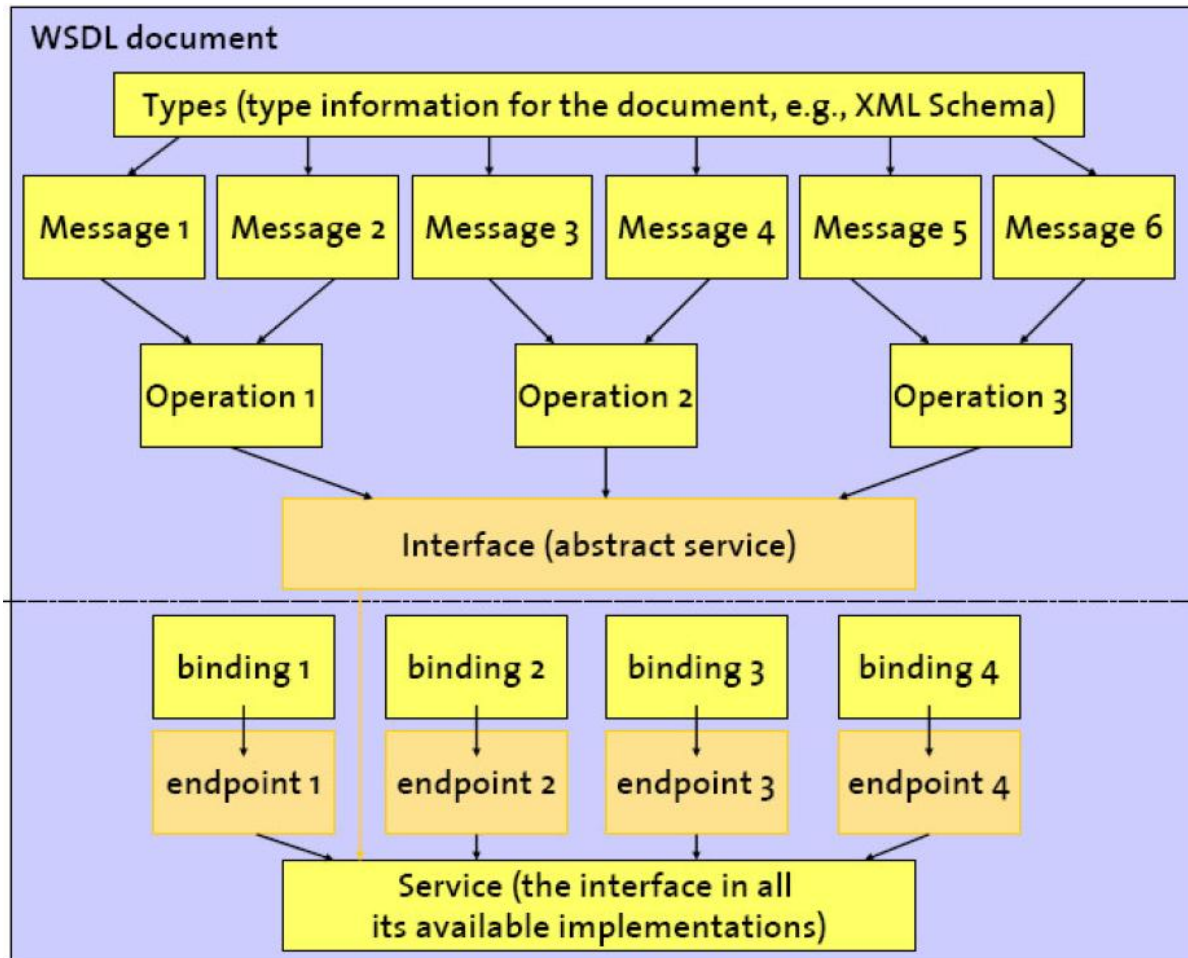 WSDL document
Types (type information for the document, e.g., XML Schema)
Message 1
Message 2
Message 3
Message 4
Message 5
Message 6
Operation 1
Operation 2
Operation 3
Interface (abstract service)
binding 1
binding 2
binding 3
binding 4
endpoint 1
endpoint 2
endpoint 3
endpoint 4
Service (the interface in all
its available implementations)